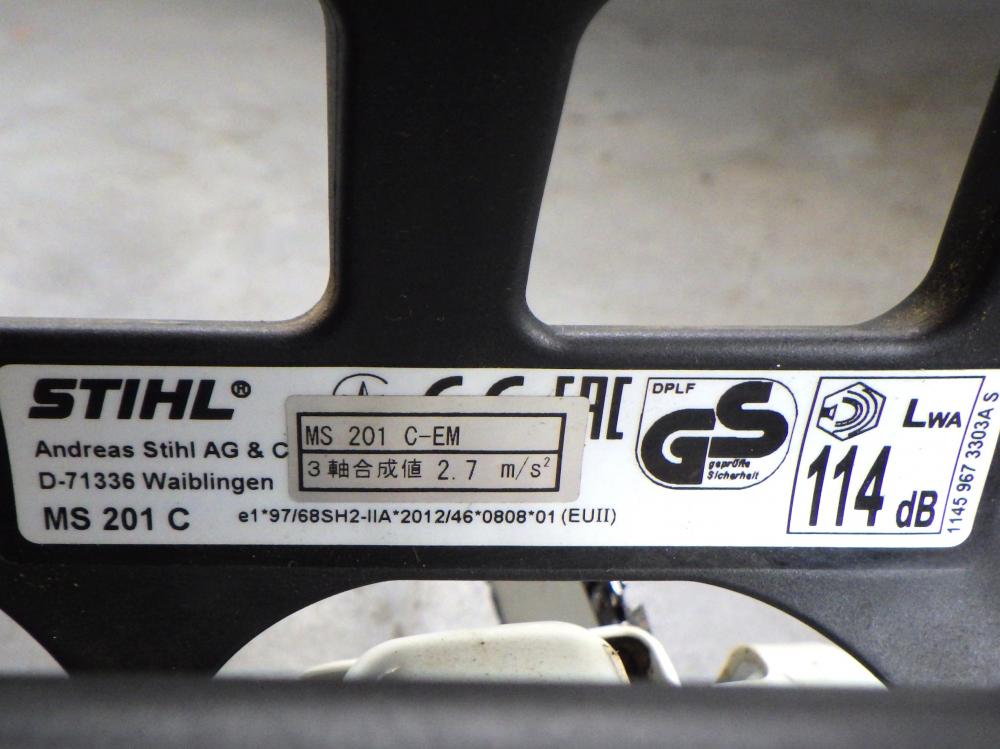 STIHL®
Andreas Stihl AG & C
D-71336 Waiblingen
MS 201 C
e1*97/68SH2-IIA*2012/46*0808*01 (EUII)
MS 201 C-EM
3軸合成値 2.7 m/s²
DPLF
GS
geprüfte
Sicherheit
LWA
114 dB
1145 967 3303A S